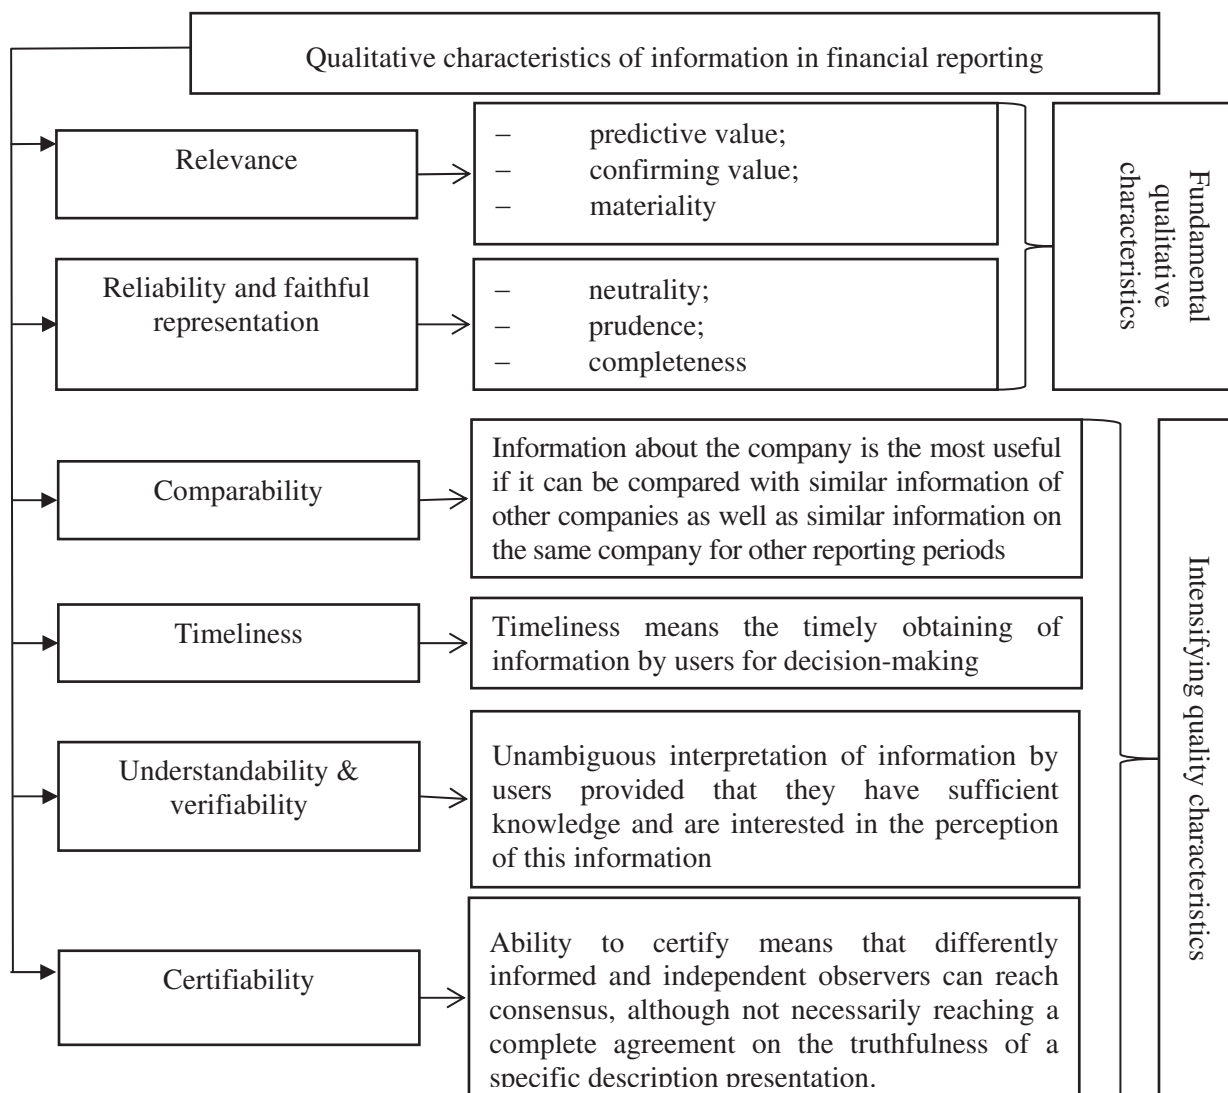 Qualitative characteristics of information in financial reporting
Relevance
– predictive value;
– confirming value;
– materiality
Fundamental
qualitative
characteristics
Reliability and faithful
representation
– neutrality;
– prudence;
– completeness
Comparability
Information about the company is the most useful
if it can be compared with similar information of
other companies as well as similar information on
the same company for other reporting periods
Intensifying quality characteristics
Timeliness
Timeliness means the timely obtaining of
information by users for decision-making
Understandability &
verifiability
Unambiguous interpretation of information by
users provided that they have sufficient
knowledge and are interested in the perception
of this information
Certifiability
Ability to certify means that differently
informed and independent observers can reach
consensus, although not necessarily reaching a
complete agreement on the truthfulness of a
specific description presentation.